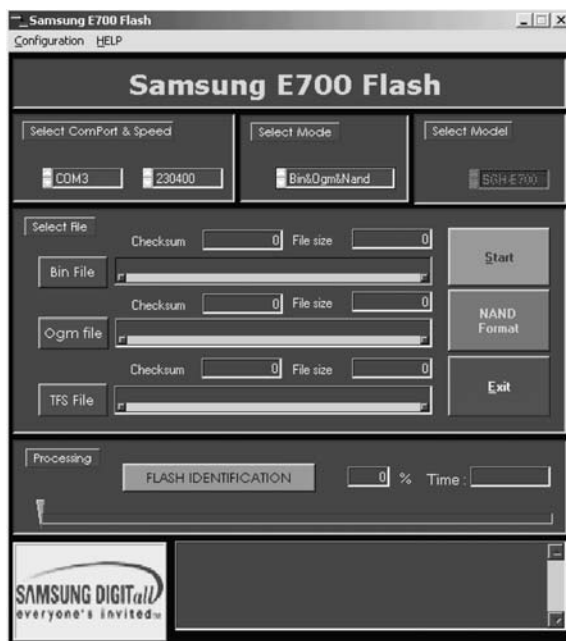 Samsung E700 Flash
Configuration HELP
Samsung E700 Flash
Select ComPort & Speed
Select Mode
Select Model
COM3
230400
Bin&Ogm&Nand
SGH-E700
Select File
Checksum 0 File size 0
Bin File
Start
Checksum 0 File size 0
Ogm file
NAND
Format
Checksum 0 File size 0
TFS File
Exit
Processing
FLASH IDENTIFICATION
0 % Time :
SAMSUNG DIGITall
everyone's invited™